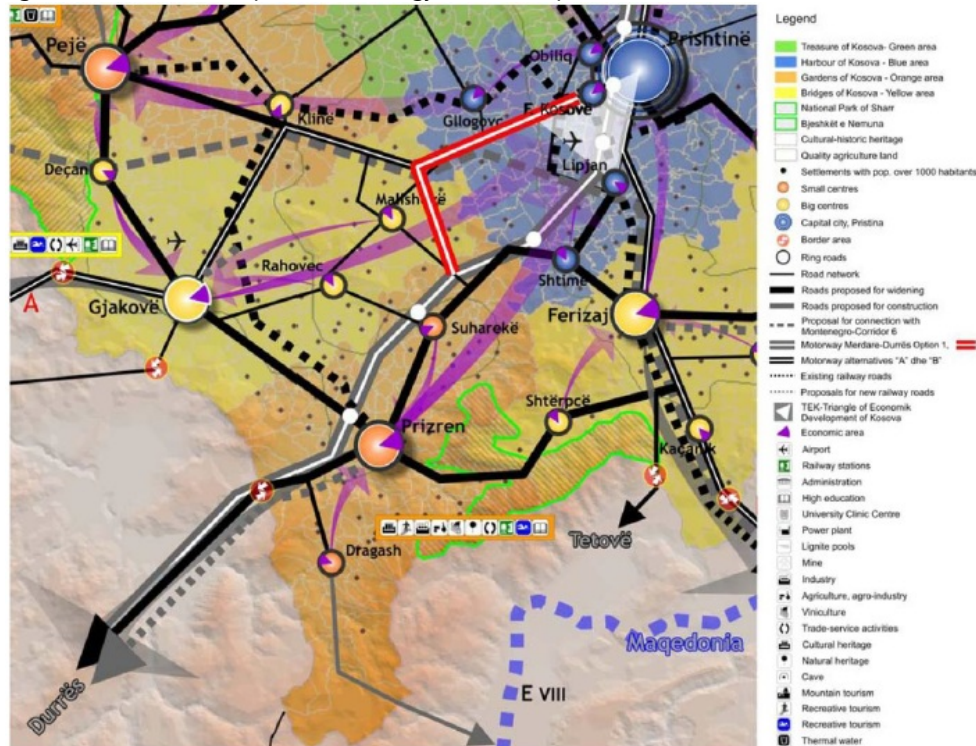 Pejë
Prishtinë
Obiliq
F. Kosovë
Klinë
Gllogovc
Lipjan
Deçan
Malishevë
Rahovec
Shtime
Gjakovë
A
Suharekë
Ferizaj
Prizren
Shtërpcë
Kaçanik
Dragash
Tetovë
Maqedonia
E VIII
Durrës
Legend
Treasure of Kosova- Green area
Harbour of Kosova - Blue area
Gardens of Kosova - Orange area
Bridges of Kosova - Yellow area
National Park of Sharr
Bjeshkët e Nemuna
Cultural-historic heritage
Quality agriculture land
Settlements with pop. over 1000 habitants
Small centres
Big centres
Capital city, Pristina
Border area
Ring roads
Road network
Roads proposed for widening
Roads proposed for construction
Proposal for connection with
Montenegro-Corridor 6
Motorway Merdare-Durrës Option 1,
Motorway alternatives "A" dhe "B"
Existing railway roads
Proposals for new railway roads
TEK-Triangle of Economik
Development of Kosova
Economic area
Airport
Railway stations
Administration
High education
University Clinic Centre
Power plant
Lignite pools
Mine
Industry
Agriculture, agro-industry
Viniculture
Trade-service activities
Cultural heritage
Natural heritage
Cave
Mountain tourism
Recreative tourism
Recreative tourism
Thermal water